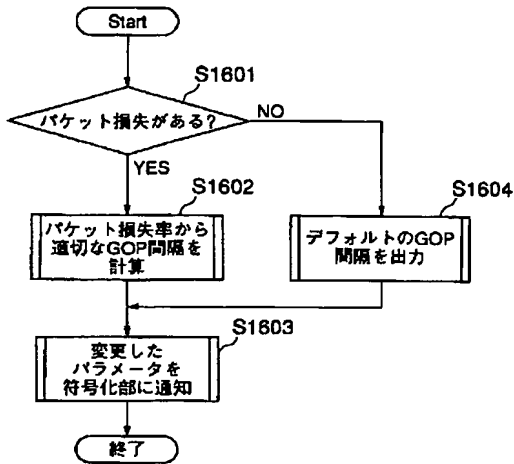 Start
S1601
パケット損失がある?
NO
YES
S1602
パケット損失率から
適切なGOP間隔を
計算
S1604
デフォルトのGOP
間隔を出力
S1603
変更した
パラメータを
符号化部に通知
終了